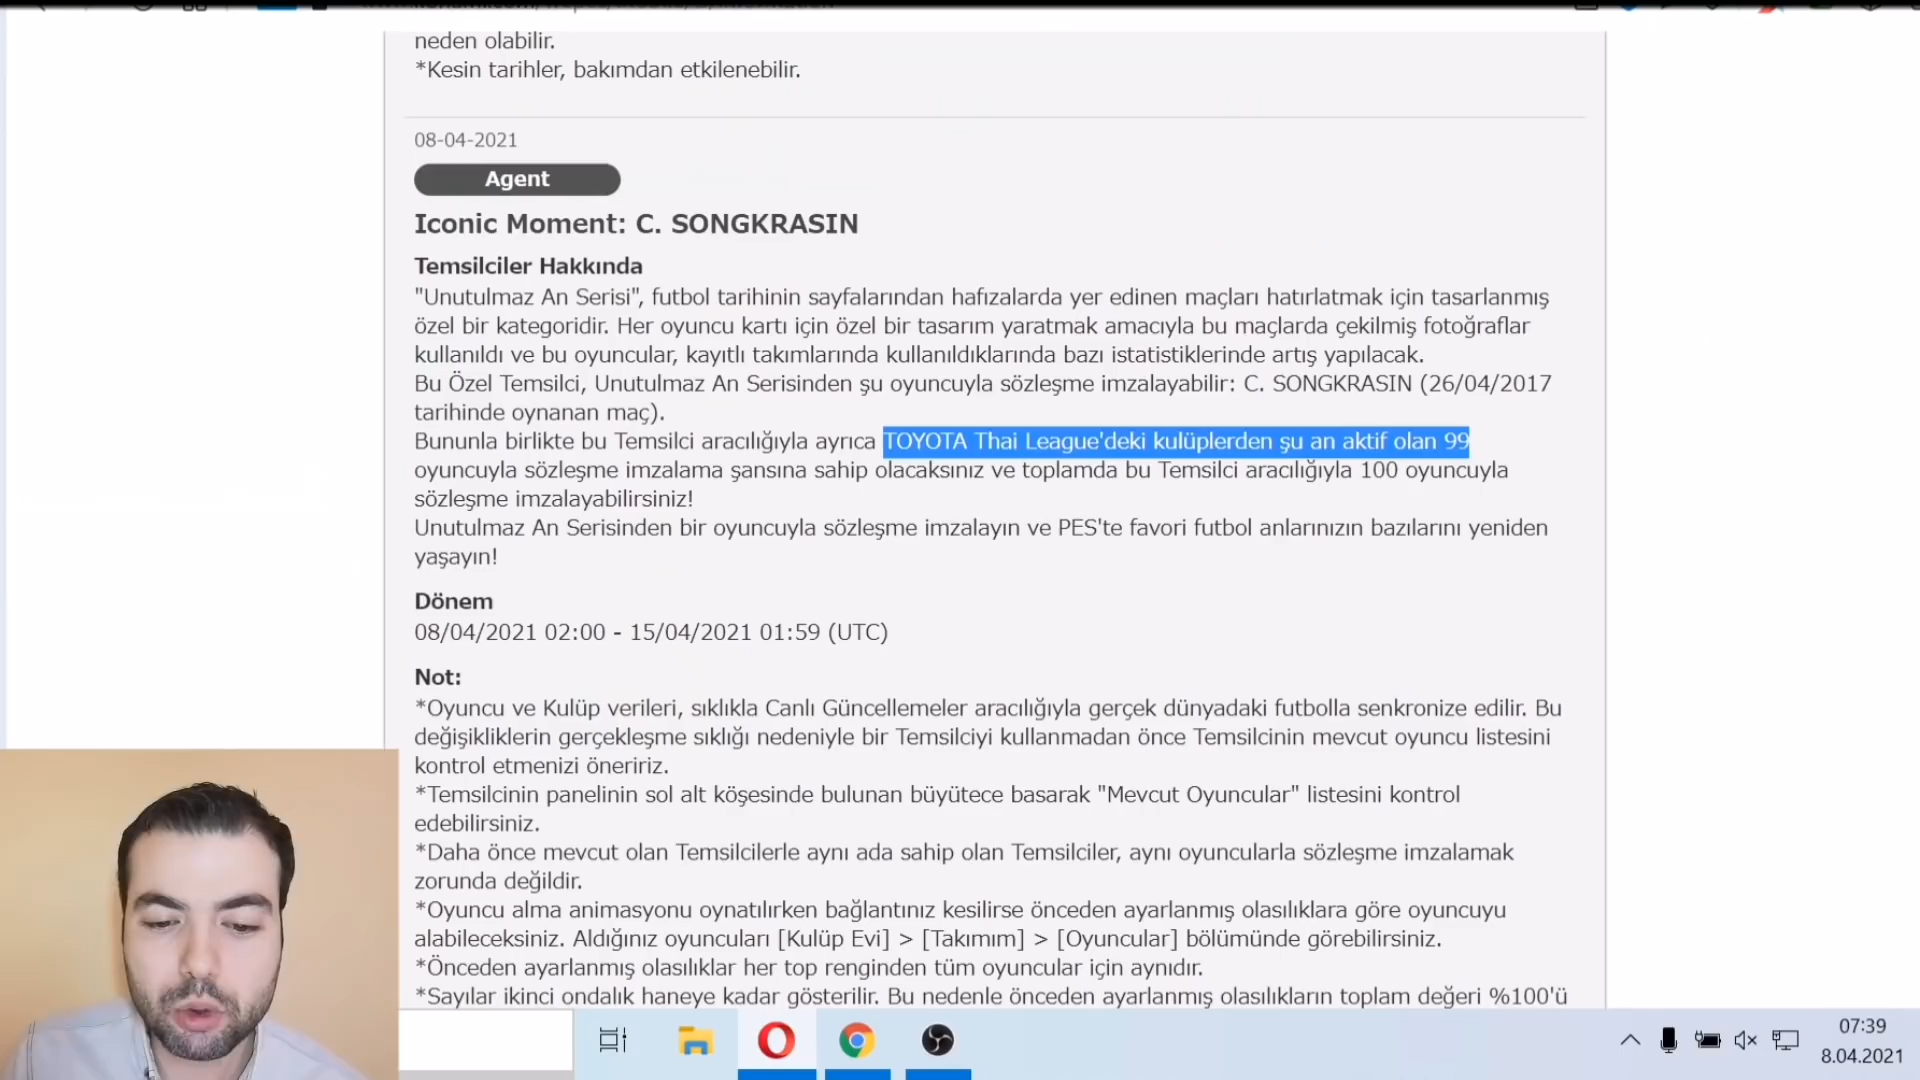 neden olabilir.
*Kesin tarihler, bakımdan etkilenebilir.
08-04-2021
Agent
Iconic Moment: C. SONGKRASIN
Temsilciler Hakkında
"Unutulmaz An Serisi", futbol tarihinin sayfalarından hafızalarda yer edinen maçları hatırlatmak için tasarlanmış
özel bir kategoridir. Her oyuncu kartı için özel bir tasarım yaratmak amacıyla bu maçlarda çekilmiş fotoğraflar
kullanıldı ve bu oyuncular, kayıtlı takımlarında kullanıldıklarında bazı istatistiklerinde artış yapılacak.
Bu Özel Temsilci, Unutulmaz An Serisinden şu oyuncuyla sözleşme imzalayabilir: C. SONGKRASIN (26/04/2017
tarihinde oynanan maç).
Bununla birlikte bu Temsilci aracılığıyla ayrıca TOYOTA Thai League'deki kulüplerden şu an aktif olan 99
oyuncuyla sözleşme imzalama şansına sahip olacaksınız ve toplamda bu Temsilci aracılığıyla 100 oyuncuyla
sözleşme imzalayabilirsiniz!
Unutulmaz An Serisinden bir oyuncuyla sözleşme imzalayın ve PES'te favori futbol anlarınızın bazılarını yeniden
yaşayın!
Dönem
08/04/2021 02:00 - 15/04/2021 01:59 (UTC)
Not:
*Oyuncu ve Kulüp verileri, sıklıkla Canlı Güncellemeler aracılığıyla gerçek dünyadaki futbolla senkronize edilir. Bu
değişikliklerin gerçekleşme sıklığı nedeniyle bir Temsilciyi kullanmadan önce Temsilcinin mevcut oyuncu listesini
kontrol etmenizi öneririz.
*Temsilcinin panelinin sol alt köşesinde bulunan büyütece basarak "Mevcut Oyuncular" listesini kontrol
edebilirsiniz.
*Daha önce mevcut olan Temsilcilerle aynı ada sahip olan Temsilciler, aynı oyuncularla sözleşme imzalamak
zorunda değildir.
*Oyuncu alma animasyonu oynatılırken bağlantınız kesilirse önceden ayarlanmış olasılıklara göre oyuncuyu
alabileceksiniz. Aldığınız oyuncuları [Kulüp Evi] > [Takımım] > [Oyuncular] bölümünde görebilirsiniz.
*Önceden ayarlanmış olasılıklar her top renginden tüm oyuncular için aynıdır.
*Sayılar ikinci ondalık haneye kadar gösterilir. Bu nedenle önceden ayarlanmış olasılıkların toplam değeri %100'ü
07:39
8.04.2021